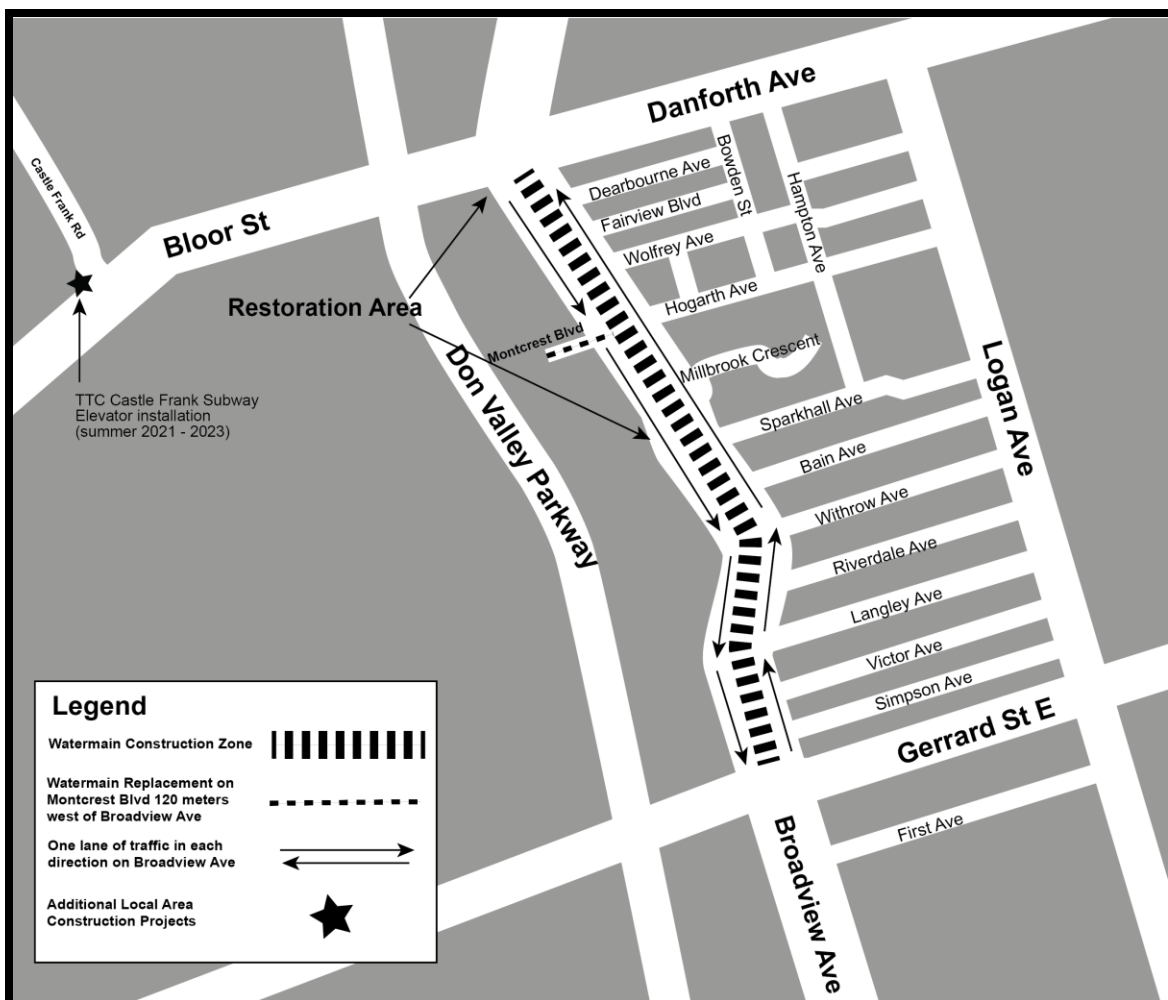 Danforth Ave
Castle Frank Rd
Bloor St
Dearbourne Ave
Bowden St
Fairview Blvd
Hampton Ave
Wolfrey Ave
Hogarth Ave
Restoration Area
Montcrest Blvd
Millbrook Crescent
Don Valley Parkway
Logan Ave
TTC Castle Frank Subway
Elevator installation
(summer 2021 - 2023)
Sparkhall Ave
Bain Ave
Withrow Ave
Riverdale Ave
Langley Ave
Victor Ave
Simpson Ave
Gerrard St E
First Ave
Broadview Ave
Legend
Watermain Construction Zone
Watermain Replacement on
Montcrest Blvd 120 meters
west of Broadview Ave
One lane of traffic in each
direction on Broadview Ave
Additional Local Area
Construction Projects